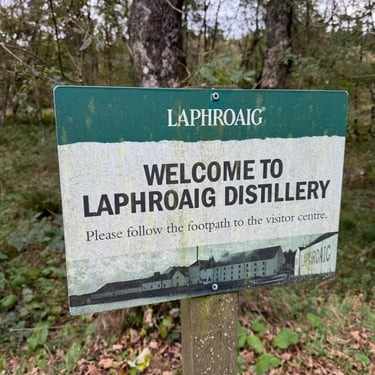 LAPHROAIG
WELCOME TO
LAPHROAIG DISTILLERY
Please follow the footpath to the visitor centre.
LAPHROAIG